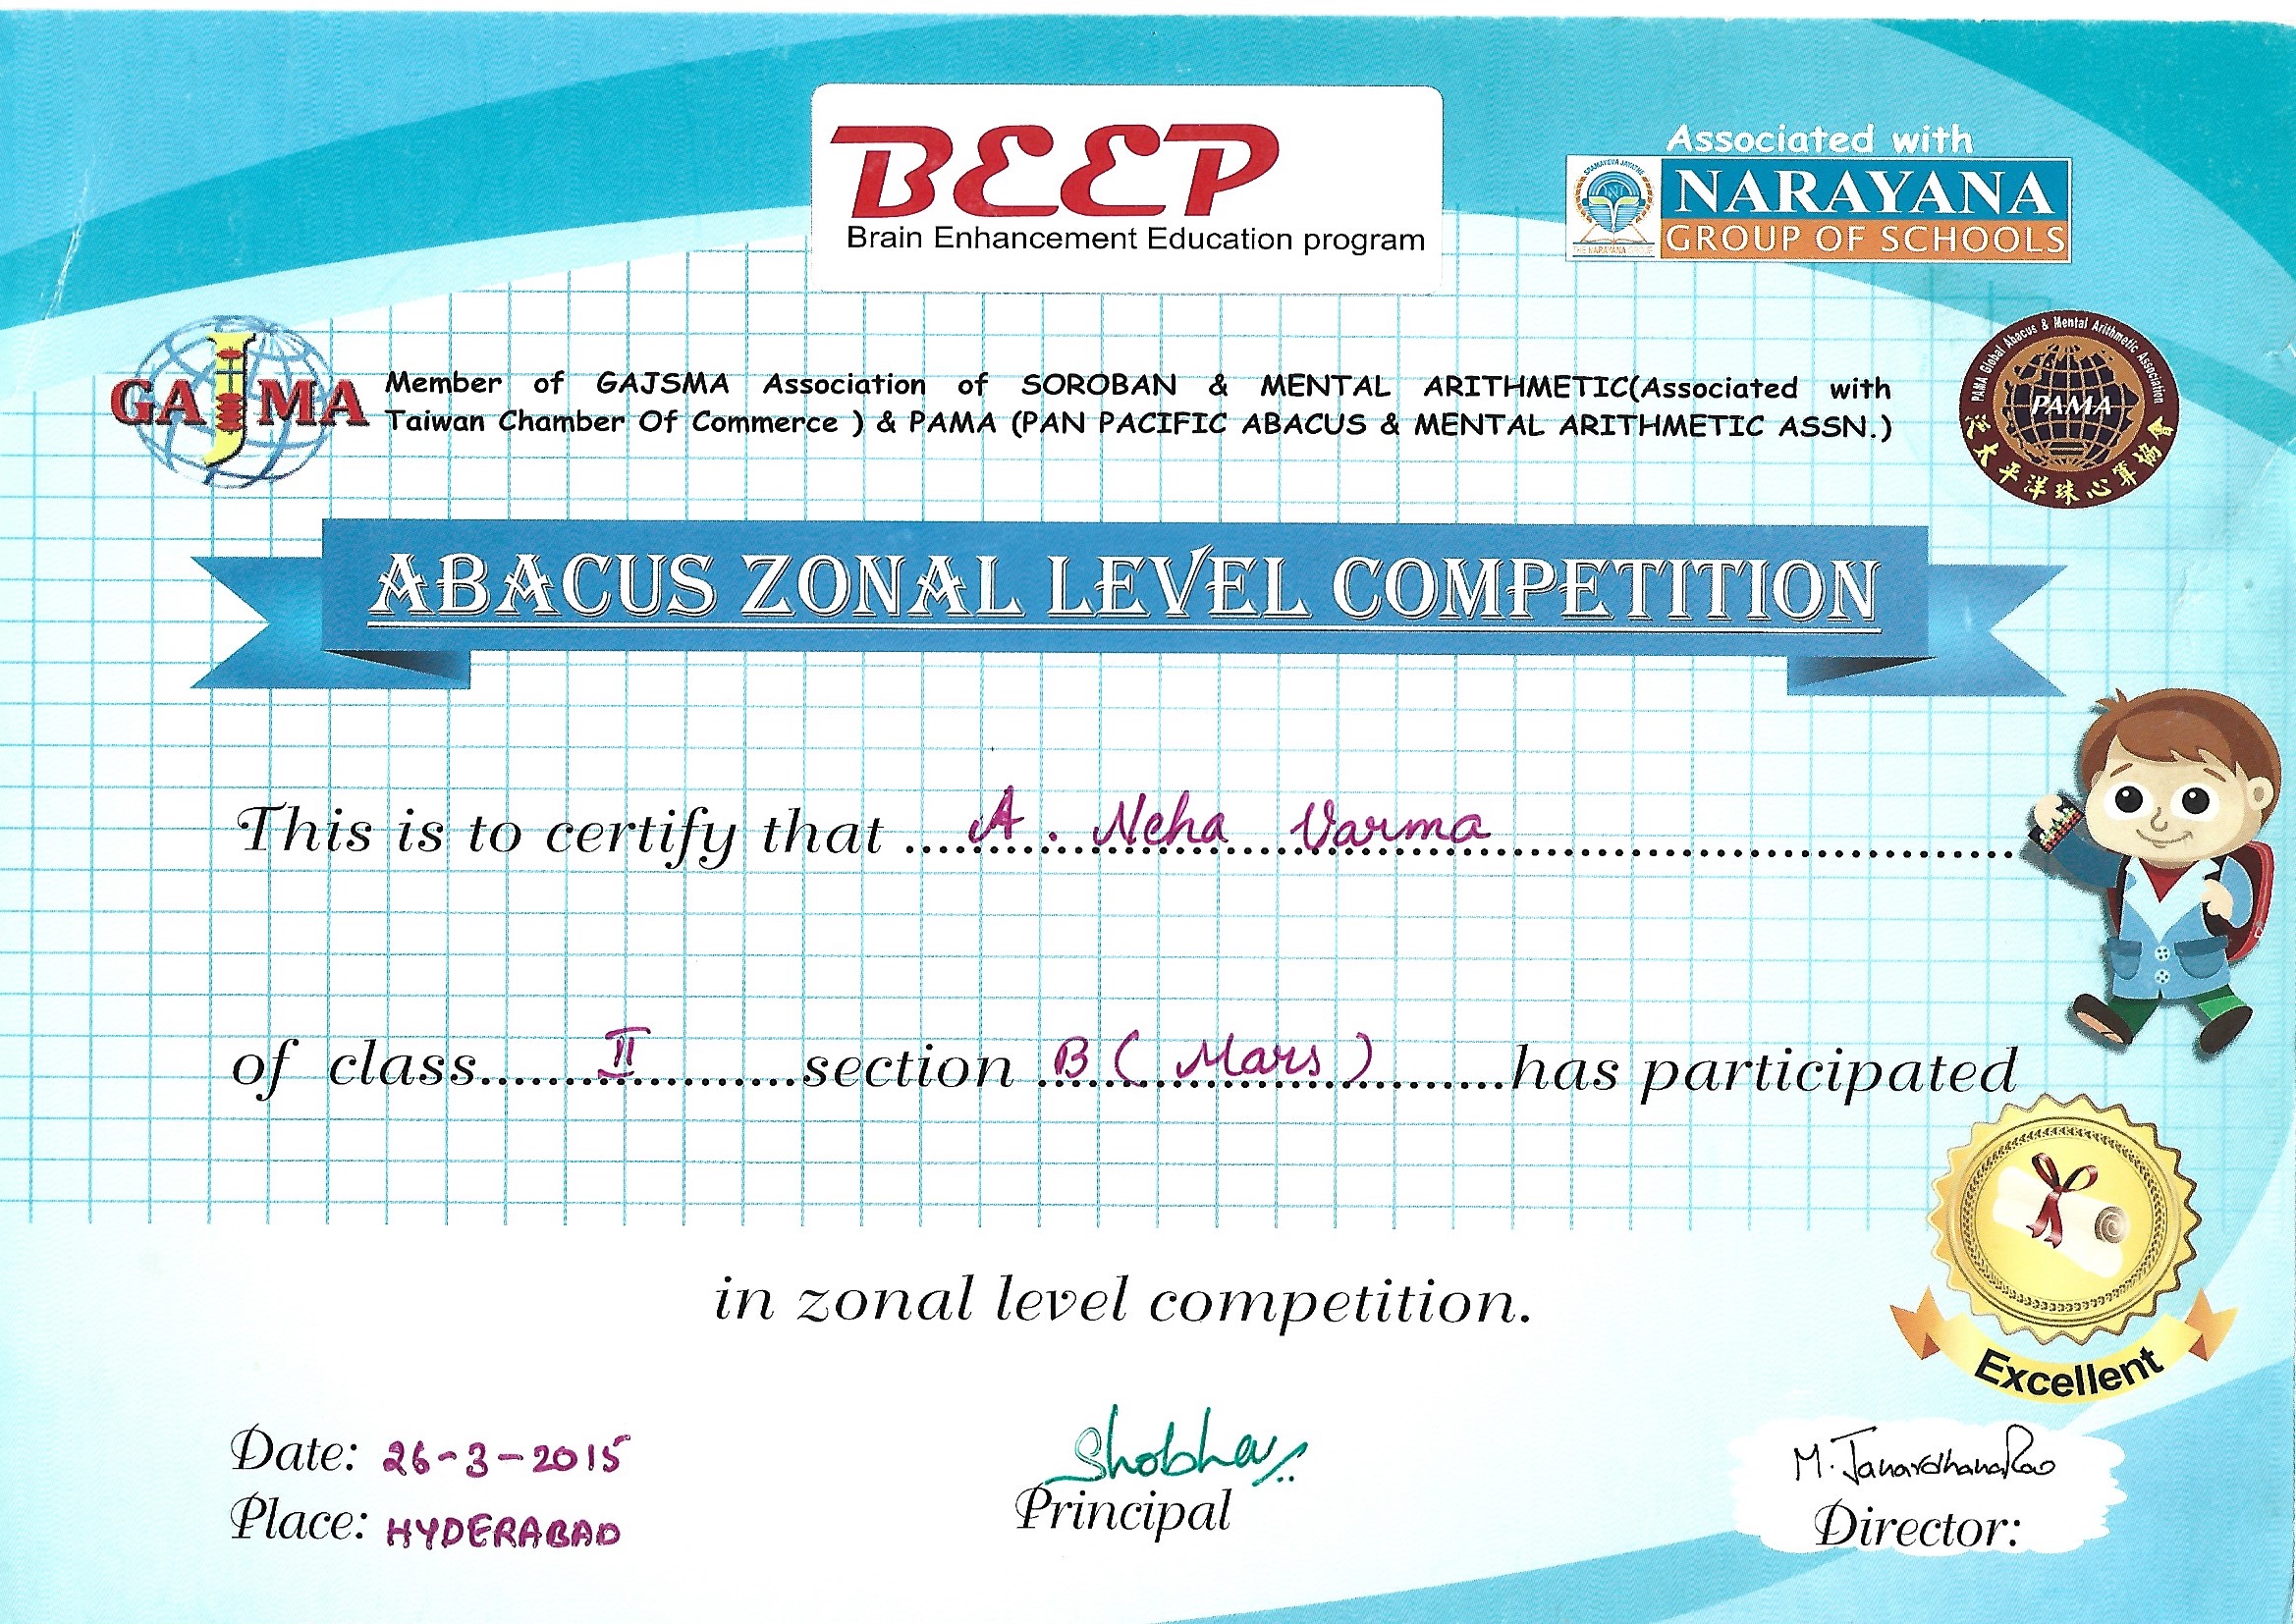 BEEP
Brain Enhancement Education program
Associated with
NARAYANA
GROUP OF SCHOOLS
GAJMA
Member of GAJSMA Association of SOROBAN & MENTAL ARITHMETIC(Associated with
Taiwan Chamber Of Commerce ) & PAMA (PAN PACIFIC ABACUS & MENTAL ARITHMETIC ASSN.)
PAMA Global Abacus & Mental Arithmetic Association
PAMA
泛太平洋珠心算協會
ABACUS ZONAL LEVEL COMPETITION
This is to certify that A. Neha Varma
of class II section B (Mars) has participated
in zonal level competition.
Excellent
Date: 26-3-2015
Place: HYDERABAD
Shobha
Principal
M. JanardhanaRao
Director: